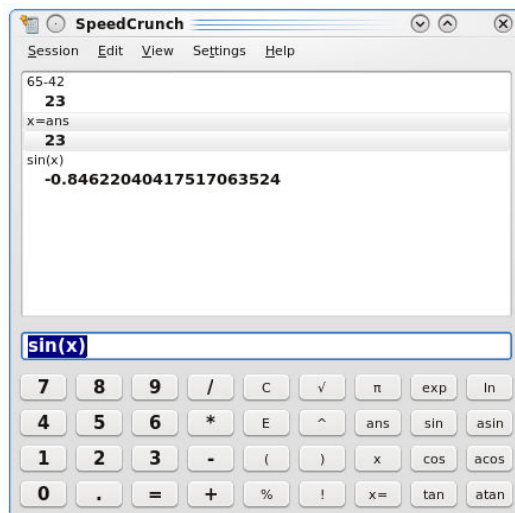 SpeedCrunch
Session Edit View Settings Help
65-42
23
x=ans
23
sin(x)
-0.84622040417517063524
sin(x)
7 8 9 / C √ π exp ln
4 5 6 * E ^ ans sin asin
1 2 3 - ( ) x cos acos
0 . = + % ! x= tan atan